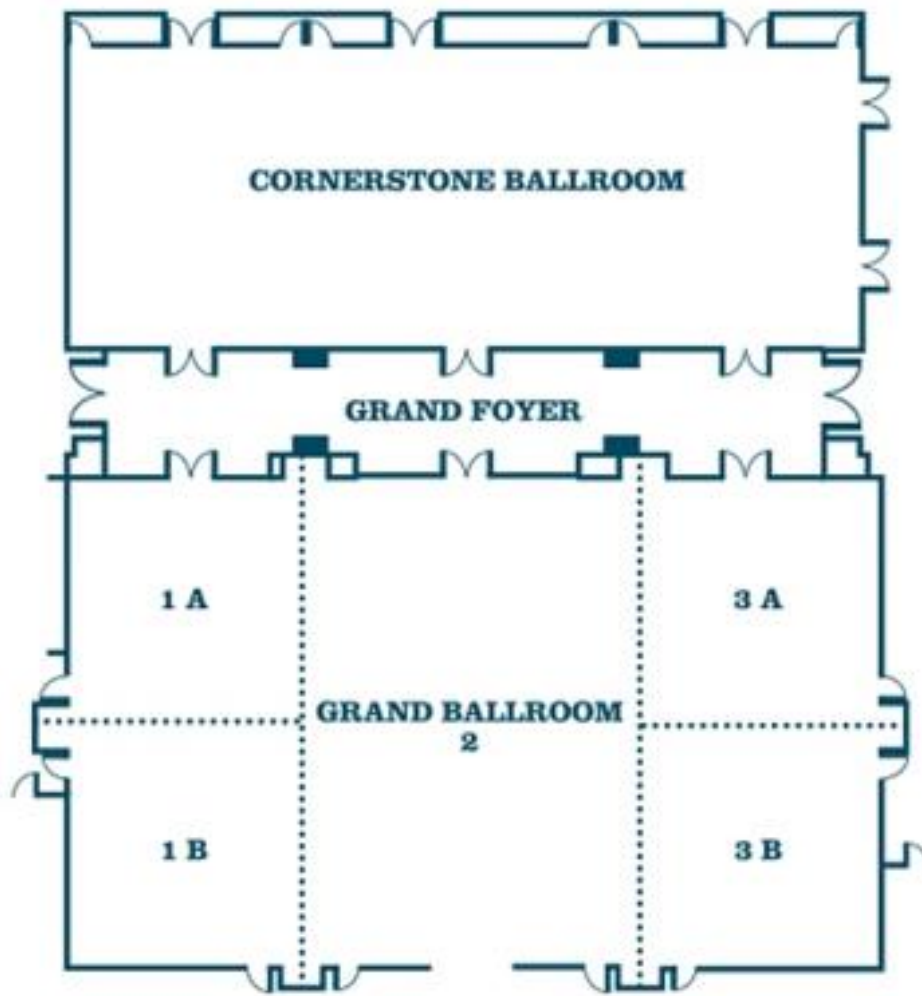 CORNERSTONE BALLROOM
GRAND FOYER
1 A
3 A
GRAND BALLROOM
2
1 B
3 B